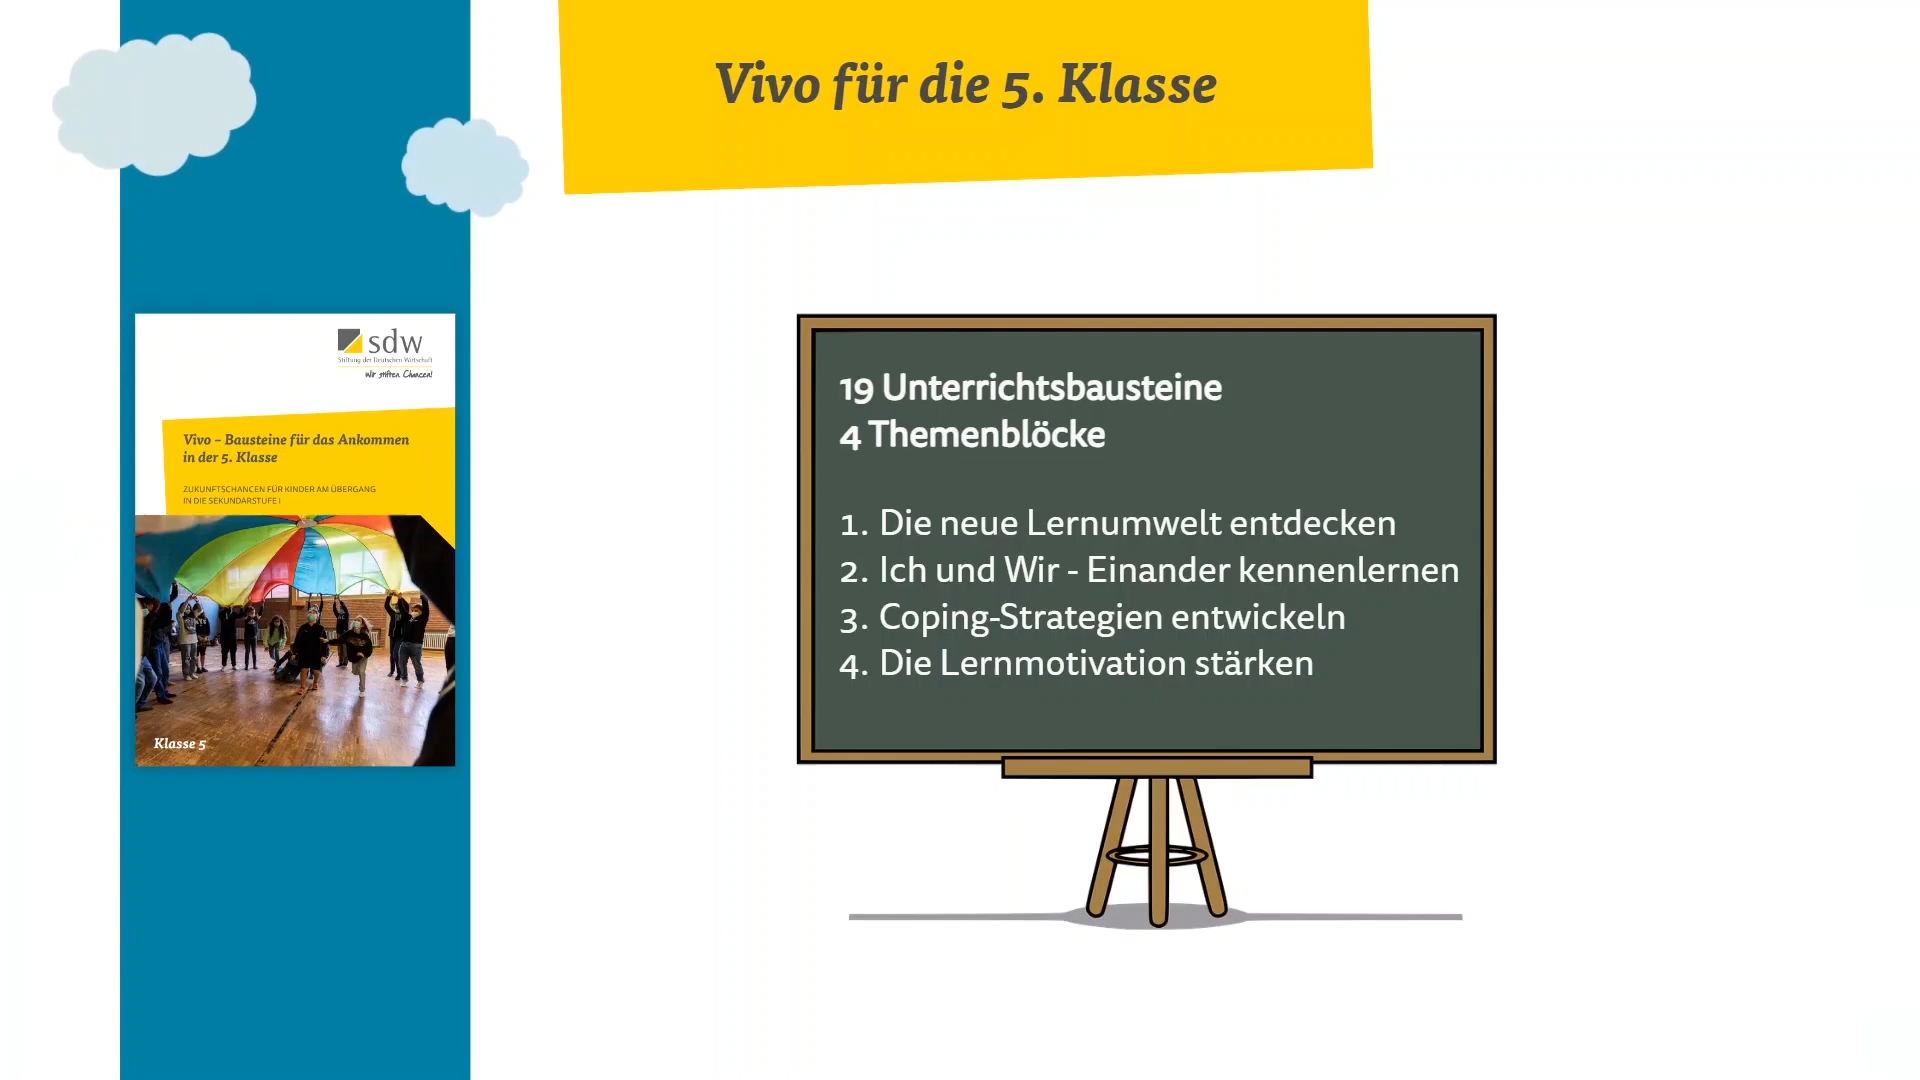 Vivo für die 5. Klasse
sdw
Stiftung der Deutschen Wirtschaft
Wir stiften Chancen!
Vivo – Bausteine für das Ankommen
in der 5. Klasse
ZUKUNFTSCHANCEN FÜR KINDER AM ÜBERGANG
IN DIE SEKUNDARSTUFE I
Klasse 5
19 Unterrichtsbausteine
4 Themenblöcke
1. Die neue Lernumwelt entdecken
2. Ich und Wir - Einander kennenlernen
3. Coping-Strategien entwickeln
4. Die Lernmotivation stärken